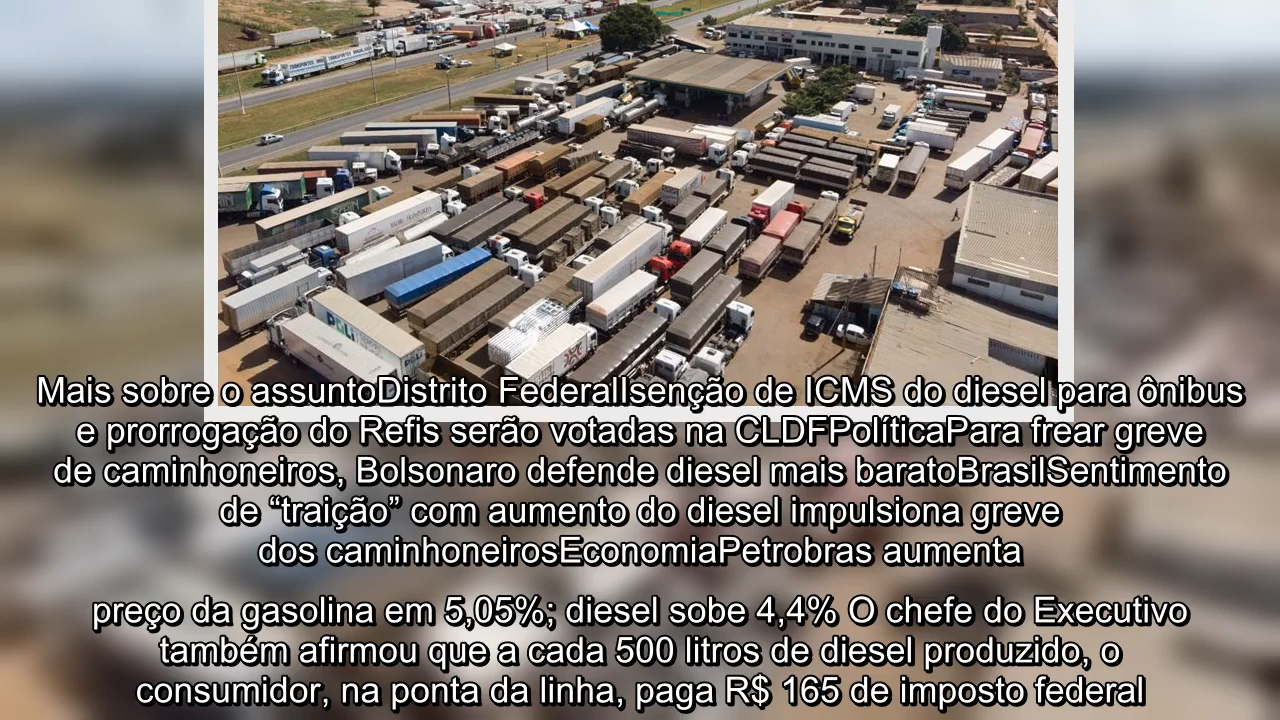 Mais sobre o assuntoDistrito FederalIsenção de ICMS do diesel para ônibus
e prorrogação do Refis serão votadas na CLDFPolíticaPara frear greve
de caminhoneiros, Bolsonaro defende diesel mais baratoBrasilSentimento
de “traição” com aumento do diesel impulsiona greve
dos caminhoneirosEconomiaPetrobras aumenta
preço da gasolina em 5,05%; diesel sobe 4,4% O chefe do Executivo
também afirmou que a cada 500 litros de diesel produzido, o
consumidor, na ponta da linha, paga R$ 165 de imposto federal